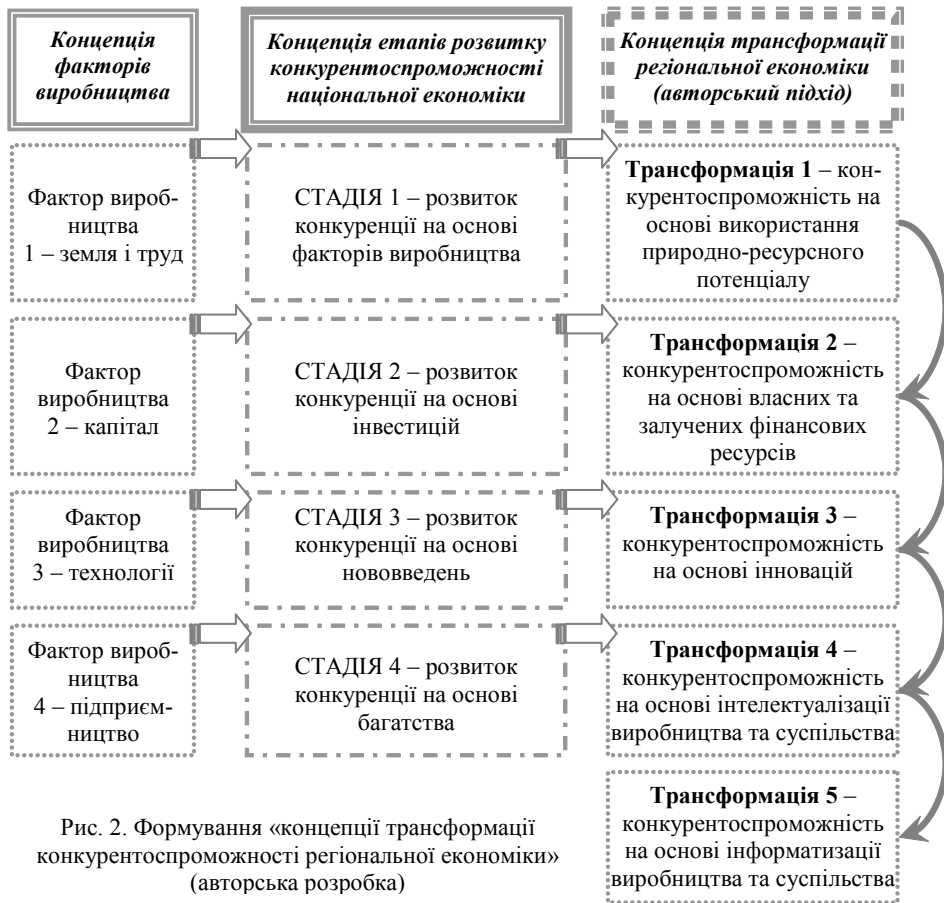 Концепція
факторів
виробництва
Концепція етапів розвитку
конкурентоспроможності
національної економіки
Концепція трансформації
регіональної економіки
(авторський підхід)
Фактор вироб-
ництва
1 – земля і труд
СТАДІЯ 1 – розвиток
конкуренції на основі
факторів виробництва
Трансформація 1 – кон-
курентоспроможність на
основі використання
природно-ресурсного
потенціалу
Фактор
виробництва
2 – капітал
СТАДІЯ 2 – розвиток
конкуренції на основі
інвестицій
Трансформація 2 –
конкурентоспроможність
на основі власних та
залучених фінансових
ресурсів
Фактор
виробництва
3 – технології
СТАДІЯ 3 – розвиток
конкуренції на основі
нововведень
Трансформація 3 –
конкурентоспроможність
на основі інновацій
Фактор вироб-
ництва
4 – підприєм-
ництво
СТАДІЯ 4 – розвиток
конкуренції на основі
багатства
Трансформація 4 –
конкурентоспроможність
на основі інтелектуалізації
виробництва та суспільства
Трансформація 5 –
конкурентоспроможність
на основі інформатизації
виробництва та суспільства
Рис. 2. Формування «концепції трансформації
конкурентоспроможності регіональної економіки»
(авторська розробка)